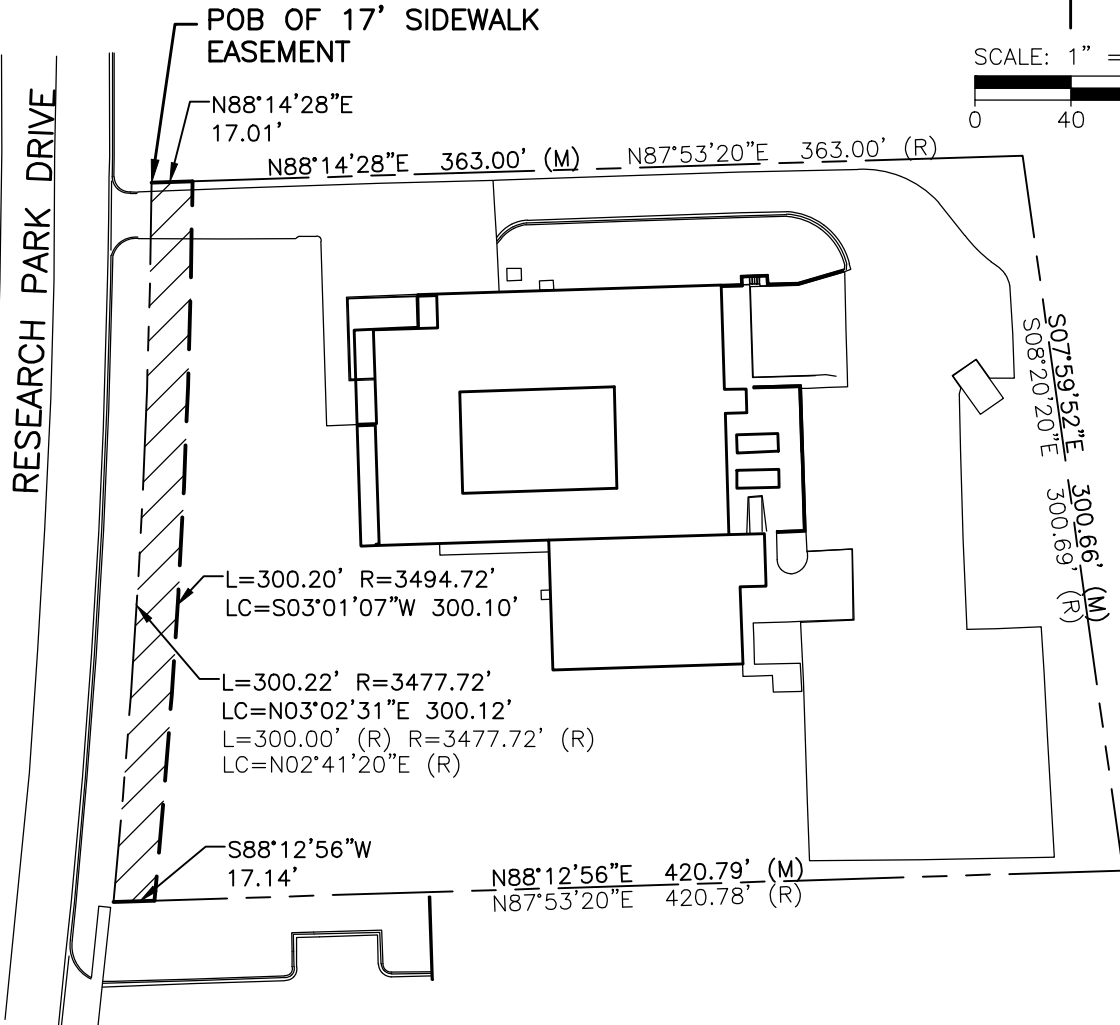 POB OF 17' SIDEWALK
EASEMENT
SCALE: 1" =
0 40
N88°14'28"E
17.01'
N88°14'28"E 363.00' (M) N87°53'20"E 363.00' (R)
RESEARCH PARK DRIVE
S07°59'52"E 300.66' (M)
S08°20'20"E 300.69' (R)
L=300.20' R=3494.72'
LC=S03°01'07"W 300.10'
L=300.22' R=3477.72'
LC=N03°02'31"E 300.12'
L=300.00' (R) R=3477.72' (R)
LC=N02°41'20"E (R)
S88°12'56"W
17.14'
N88°12'56"E 420.79' (M)
N87°53'20"E 420.78' (R)